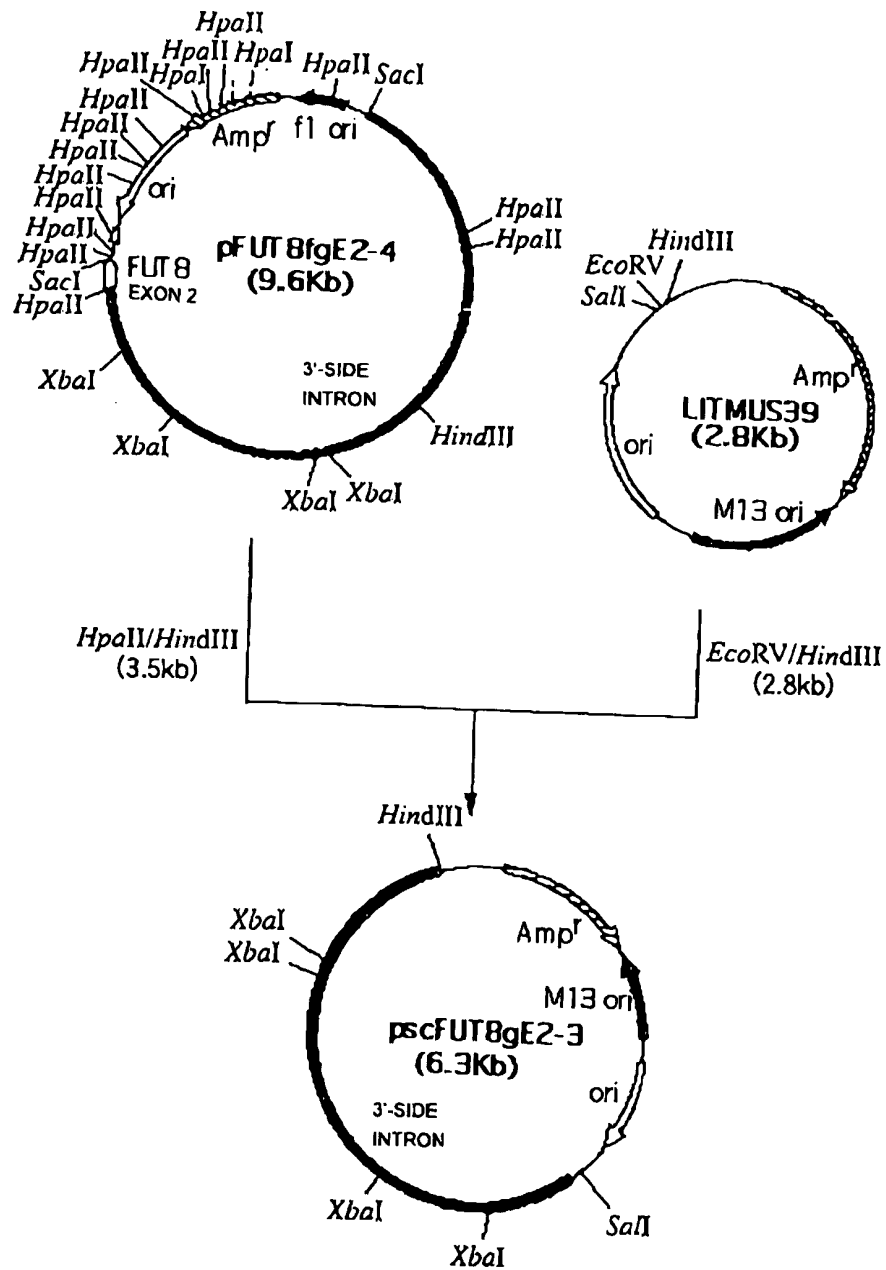 HpaII
HpaII
HpaI
HpaII
SacI
HpaI
HpaII
HpaII
HpaII
HpaII
HpaII
HpaII
HpaII
HpaII
SacI
HpaII
Ampʳ
f1 ori
ori
FUT8
EXON 2
pFUT8fgE2-4
(9.6Kb)
HpaII
HpaII
XbaI
XbaI
3'-SIDE
INTRON
HindIII
XbaI
XbaI
HindIII
EcoRV
SalI
Ampʳ
LITMUS39
(2.8Kb)
ori
M13 ori
HpaII/HindIII
(3.5kb)
EcoRV/HindIII
(2.8kb)
HindIII
XbaI
XbaI
Ampʳ
M13 ori
pscFUT8gE2-3
(6.3Kb)
ori
3'-SIDE
INTRON
XbaI
SalI
XbaI